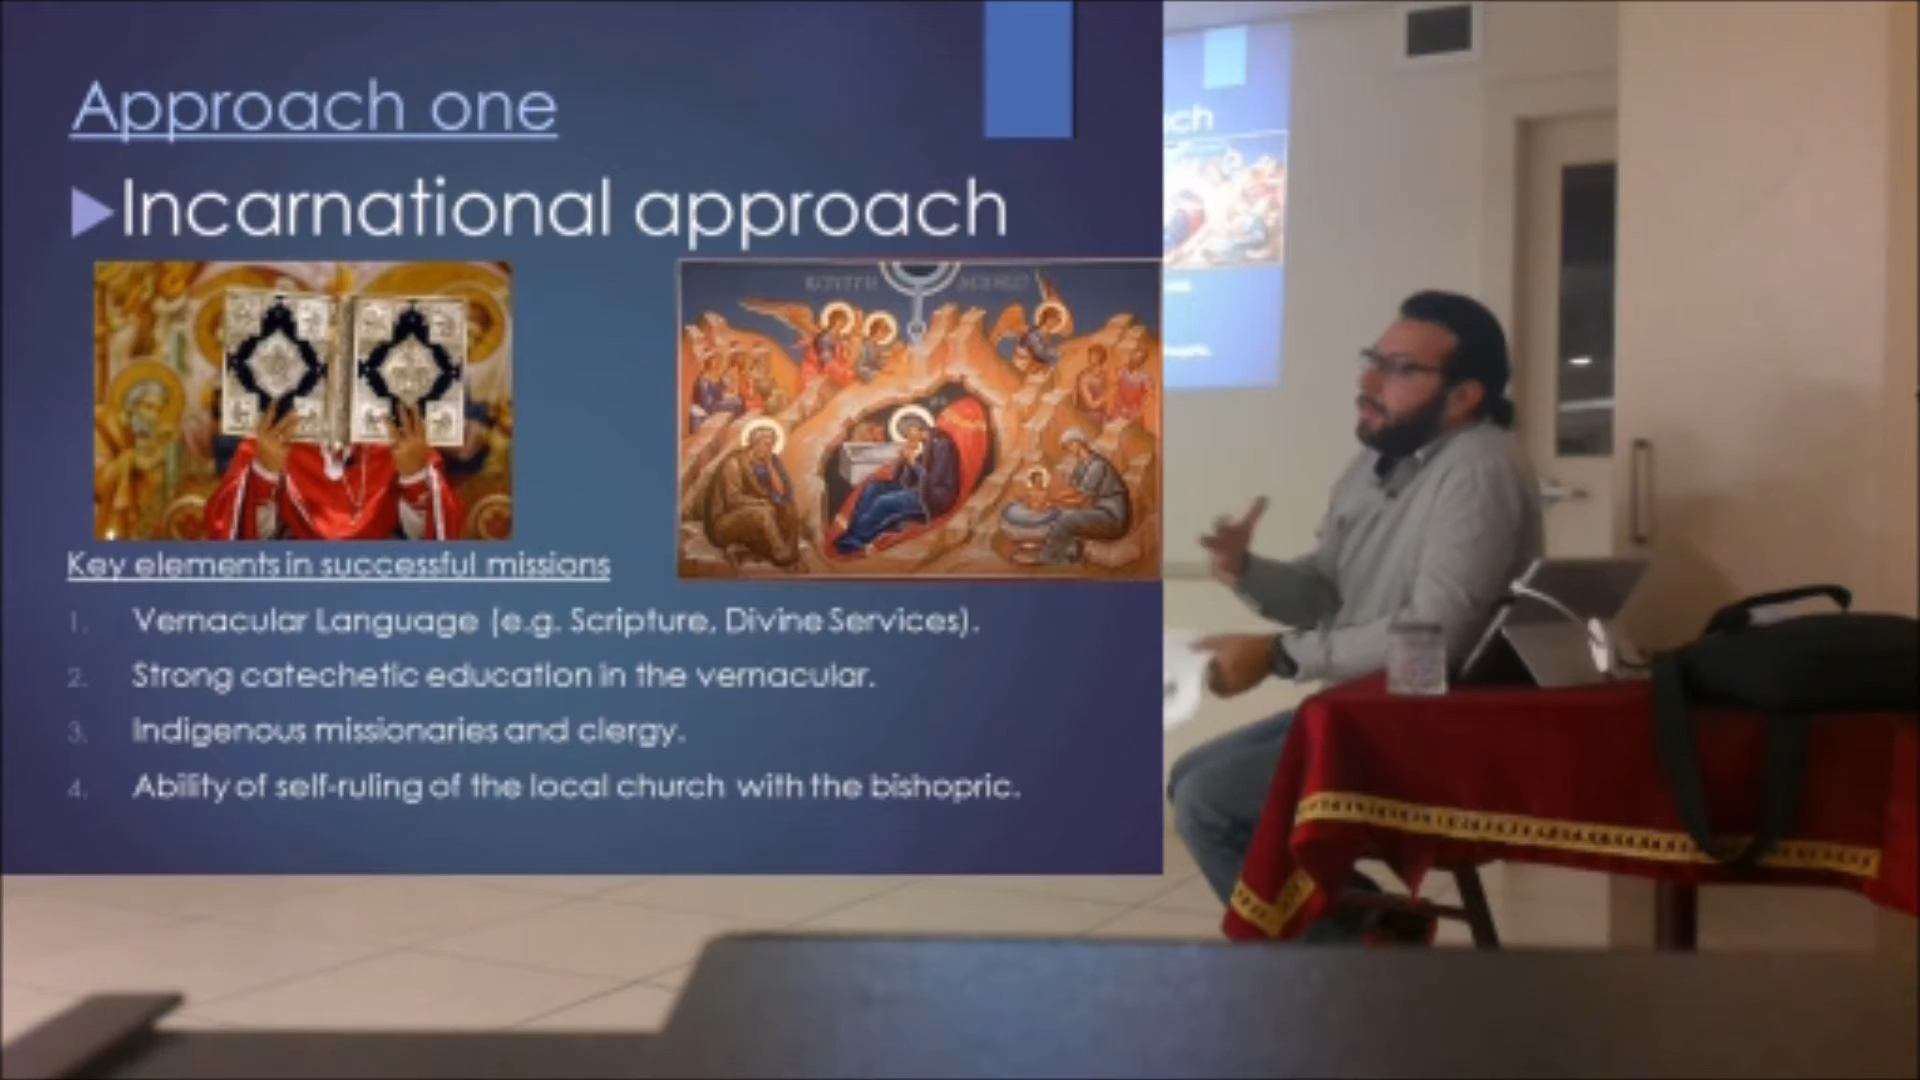 Approach one
Incarnational approach
Key elements in successful missions
1. Vernacular Language (e.g. Scripture, Divine Services).
2. Strong catechetic education in the vernacular.
3. Indigenous missionaries and clergy.
4. Ability of self-ruling of the local church with the bishopric.
ach